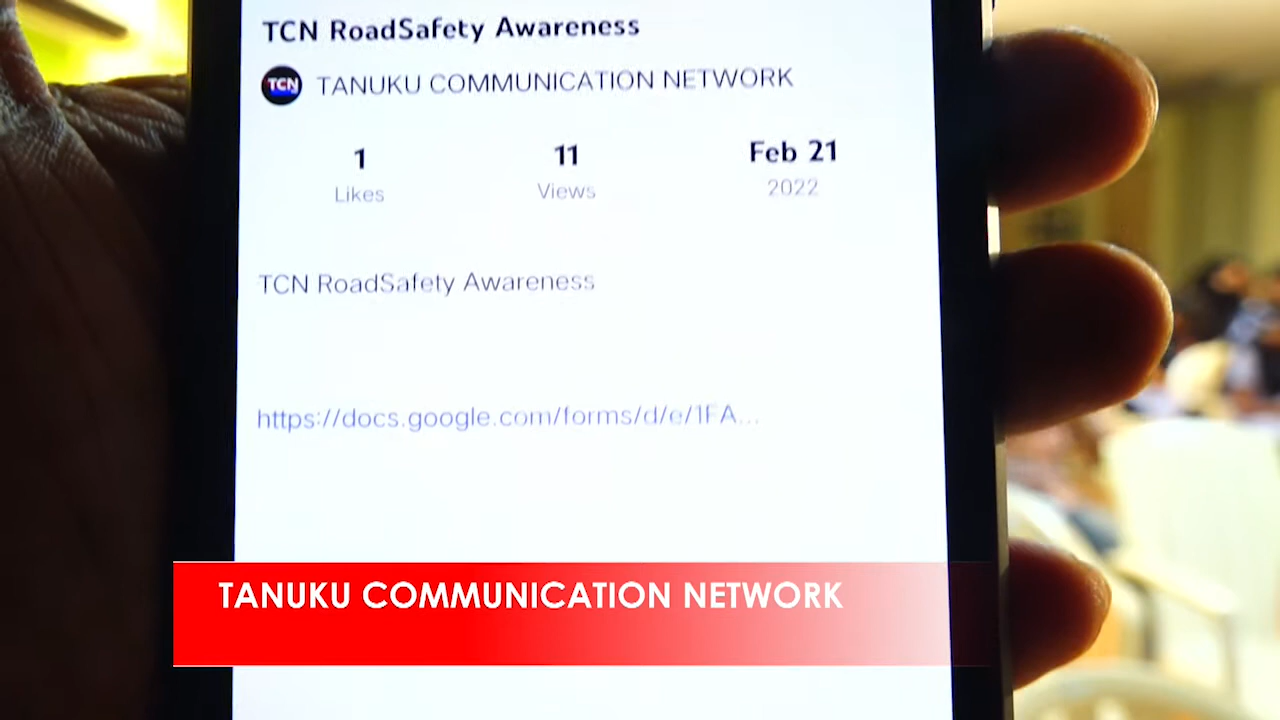 TCN RoadSafety Awareness
TCN TANUKU COMMUNICATION NETWORK
1 11 Feb 21
Likes Views 2022
TCN RoadSafety Awareness
https://docs.google.com/forms/d/e/1FA...
TANUKU COMMUNICATION NETWORK